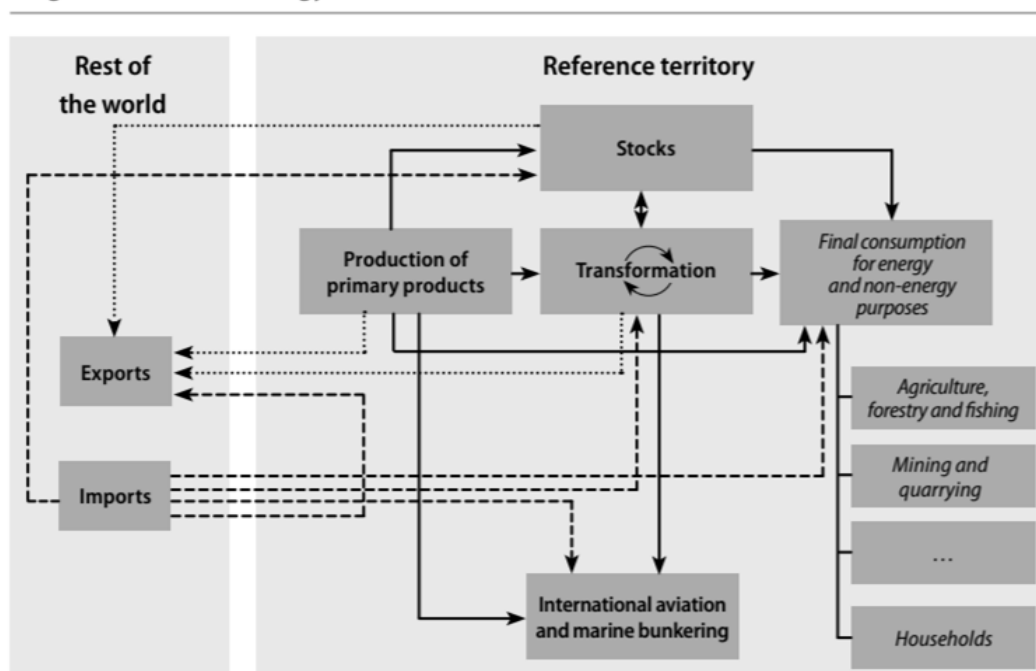 Rest of
the world
Reference territory
Stocks
Production of
primary products
Transformation
Final consumption
for energy
and non-energy
purposes
Exports
Agriculture,
forestry and fishing
Imports
Mining and
quarrying
...
International aviation
and marine bunkering
Households